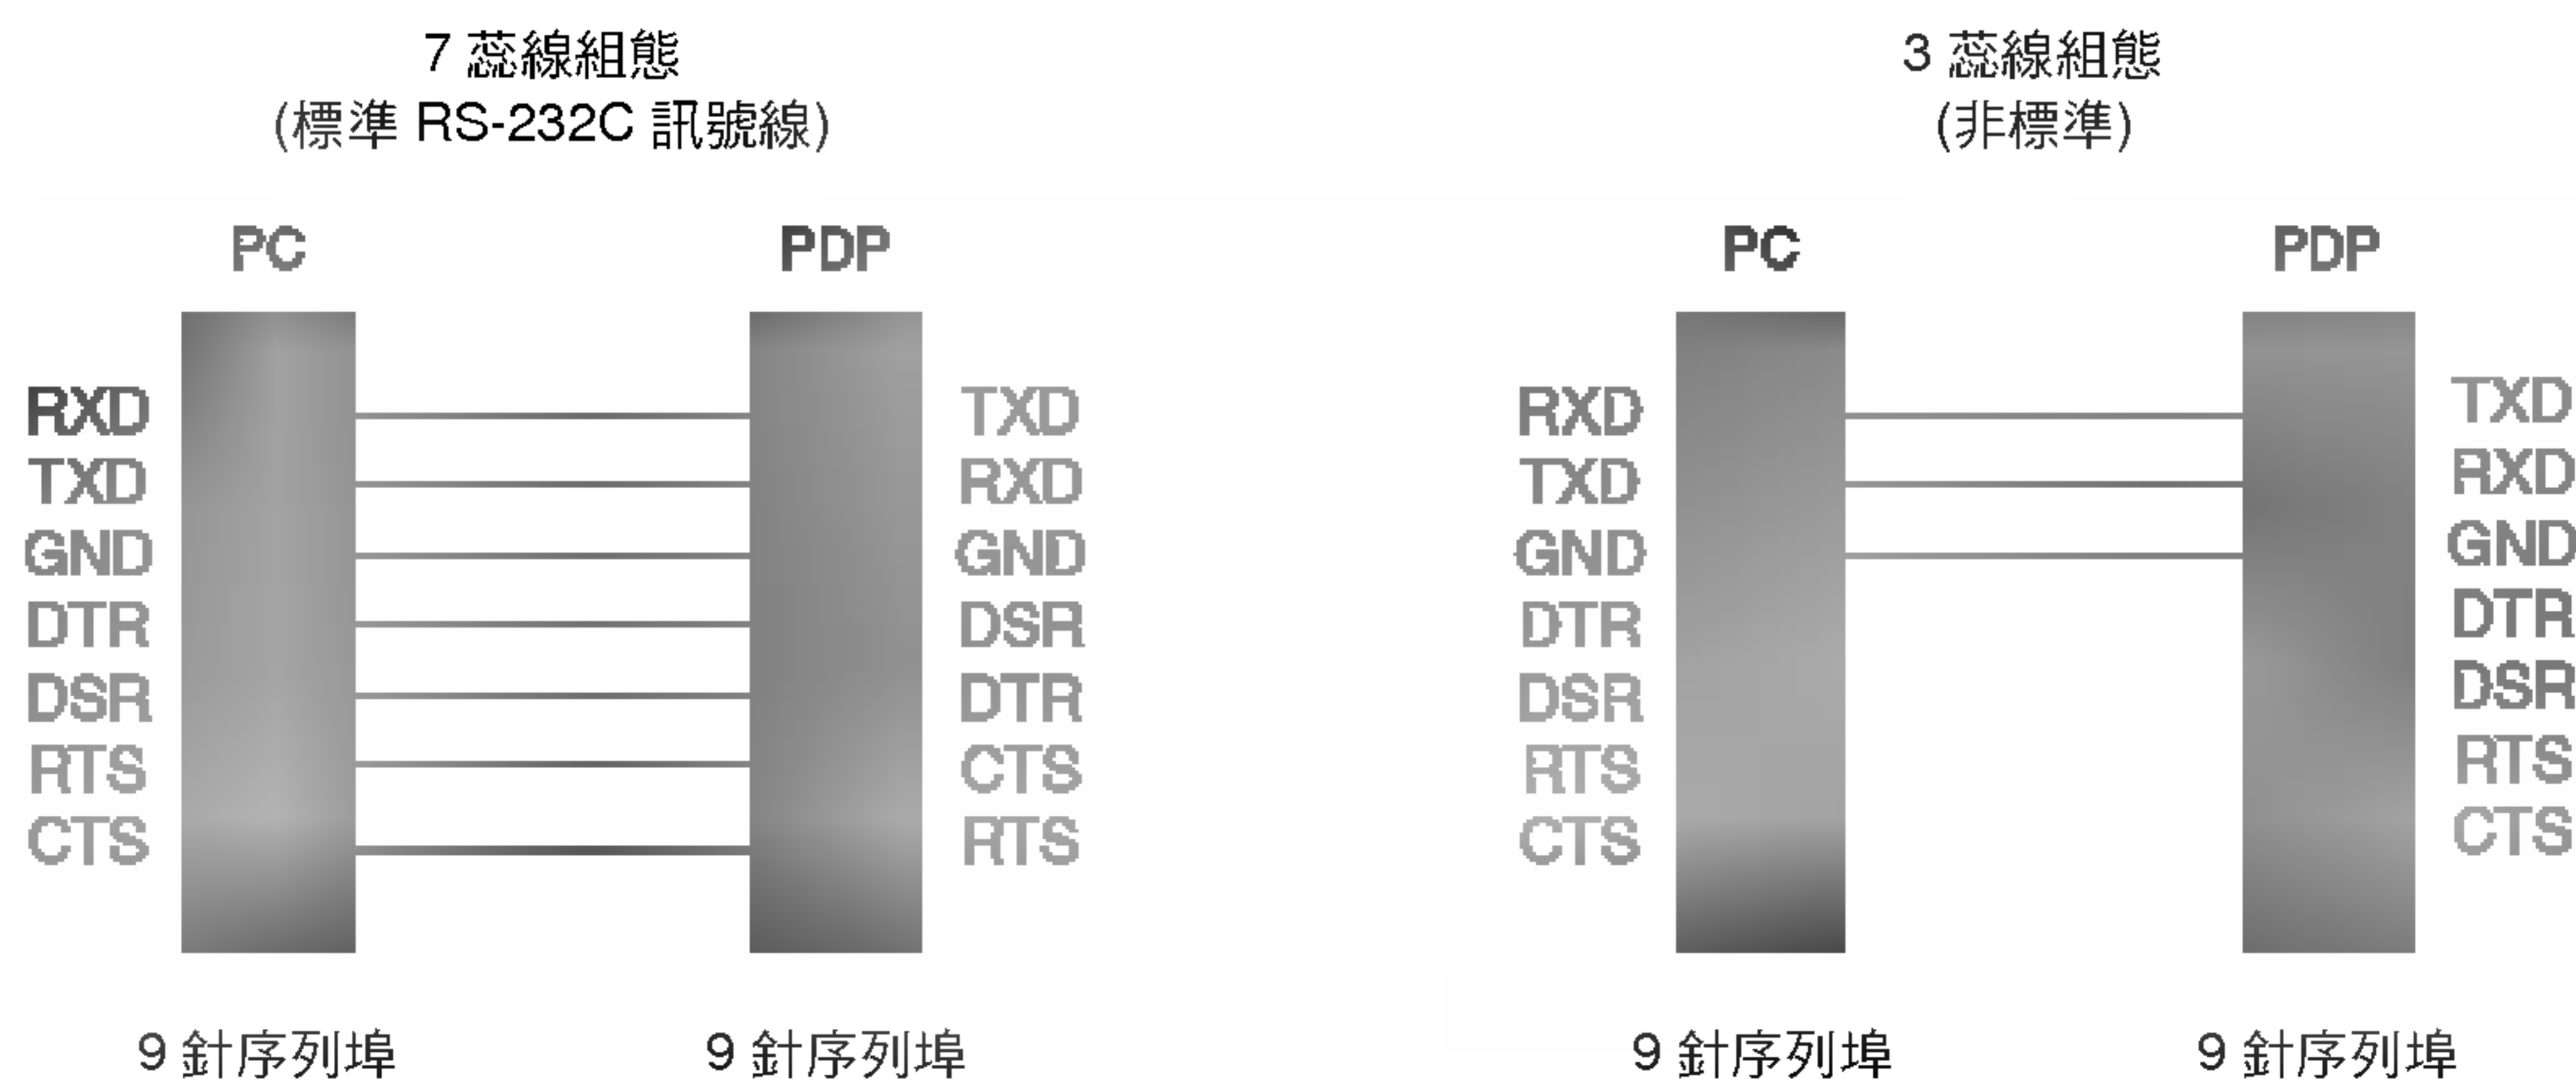 7 蕊線組態
(標準 RS-232C 訊號線)
PC
PDP
RXD
TXD
GND
DTR
DSR
RTS
CTS
TXD
RXD
GND
DSR
DTR
CTS
RTS
9 針序列埠
9 針序列埠
3 蕊線組態
(非標準)
PC
PDP
RXD
TXD
GND
DTR
DSR
RTS
CTS
TXD
RXD
GND
DTR
DSR
RTS
CTS
9 針序列埠
9 針序列埠